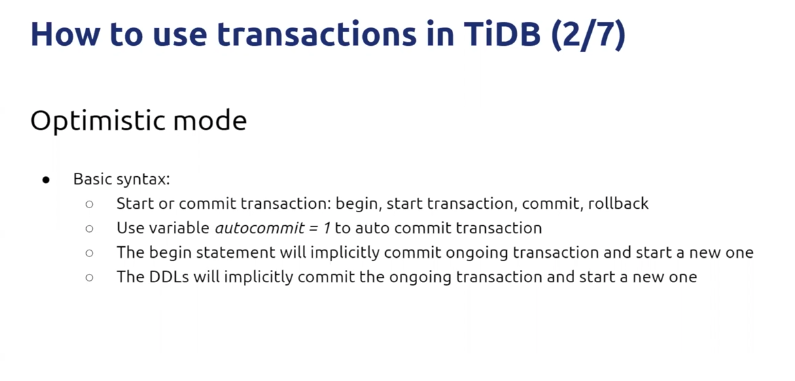 How to use transactions in TiDB (2/7)
Optimistic mode
● Basic syntax:
○ Start or commit transaction: begin, start transaction, commit, rollback
○ Use variable autocommit = 1 to auto commit transaction
○ The begin statement will implicitly commit ongoing transaction and start a new one
○ The DDLs will implicitly commit the ongoing transaction and start a new one